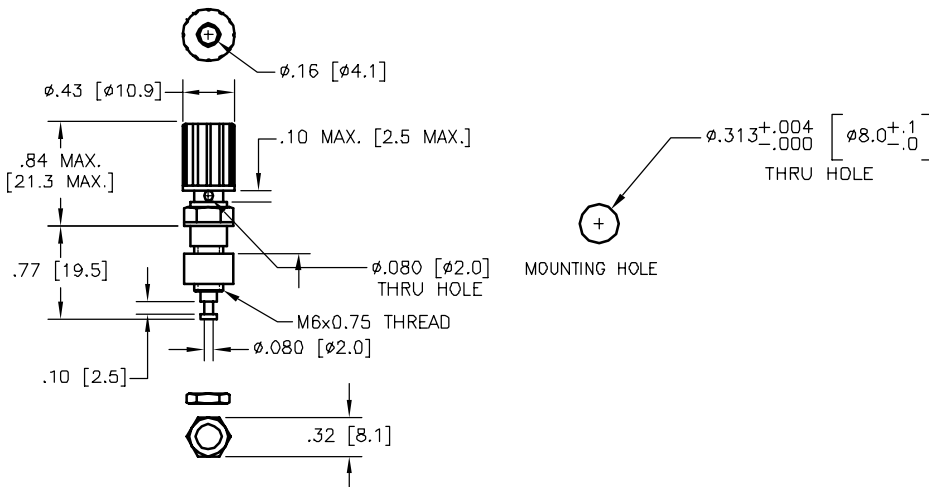 ø.16 [ø4.1]
ø.43 [ø10.9]
.10 MAX. [2.5 MAX.]
.84 MAX.
[21.3 MAX.]
ø.313 +.004 -.000 [ø8.0 +.1 -.0]
THRU HOLE
.77 [19.5]
ø.080 [ø2.0]
THRU HOLE
MOUNTING HOLE
M6x0.75 THREAD
ø.080 [ø2.0]
.10 [2.5]
.32 [8.1]